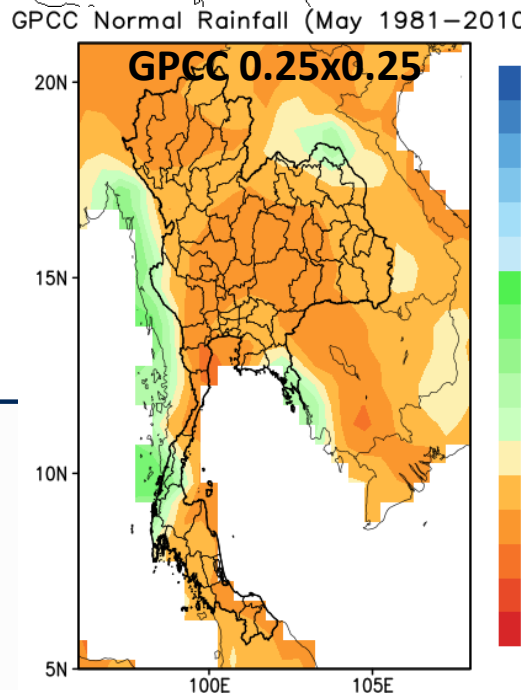 GPCC Normal Rainfall (May 1981–2010
GPCC 0.25x0.25
20N
15N
10N
5N
100E
105E